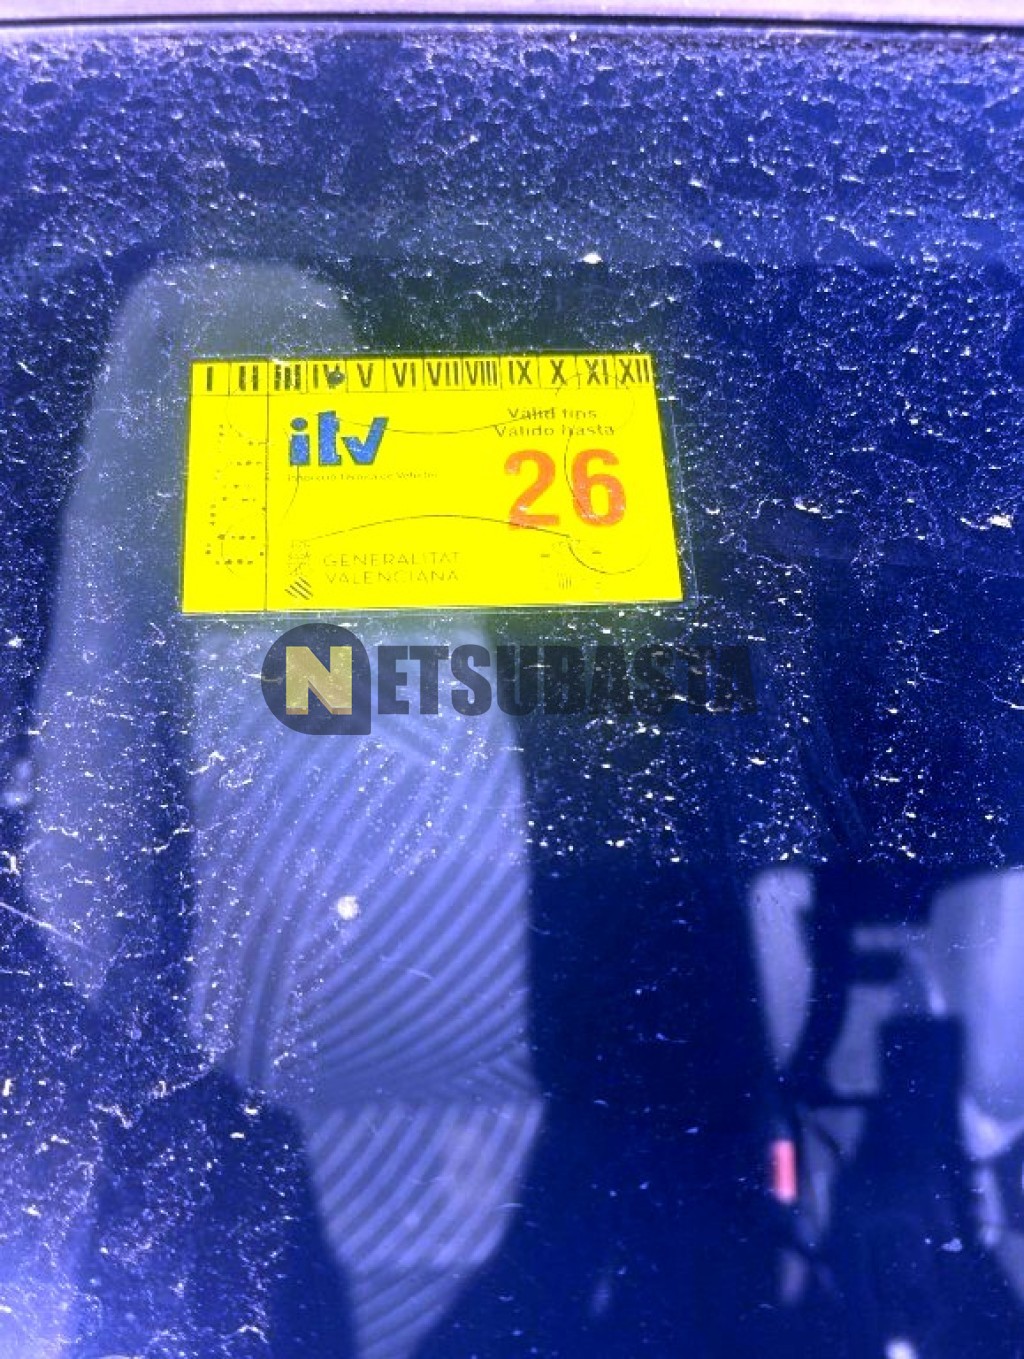 I II III IV V VI VII VIII IX X XI XII
itv
Vàlid fins
Válido hasta
26
GENERALITAT
VALENCIANA
NETSUBASTA